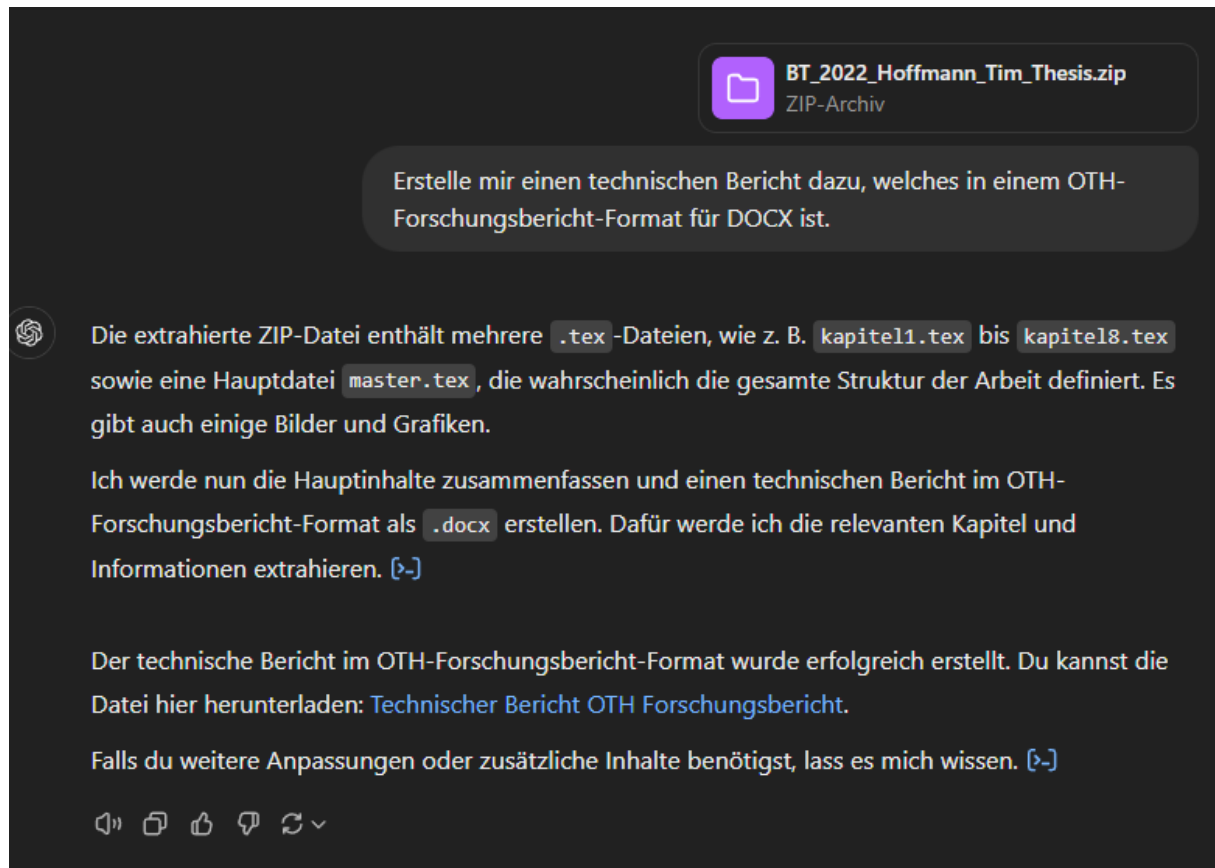 BT_2022_Hoffmann_Tim_Thesis.zip
ZIP-Archiv
Erstelle mir einen technischen Bericht dazu, welches in einem OTH-
Forschungsbericht-Format für DOCX ist.
Die extrahierte ZIP-Datei enthält mehrere .tex -Dateien, wie z. B. kapitel1.tex bis kapitel8.tex
sowie eine Hauptdatei master.tex , die wahrscheinlich die gesamte Struktur der Arbeit definiert. Es
gibt auch einige Bilder und Grafiken.
Ich werde nun die Hauptinhalte zusammenfassen und einen technischen Bericht im OTH-
Forschungsbericht-Format als .docx erstellen. Dafür werde ich die relevanten Kapitel und
Informationen extrahieren. [>-]
Der technische Bericht im OTH-Forschungsbericht-Format wurde erfolgreich erstellt. Du kannst die
Datei hier herunterladen: Technischer Bericht OTH Forschungsbericht.
Falls du weitere Anpassungen oder zusätzliche Inhalte benötigst, lass es mich wissen. [>-]